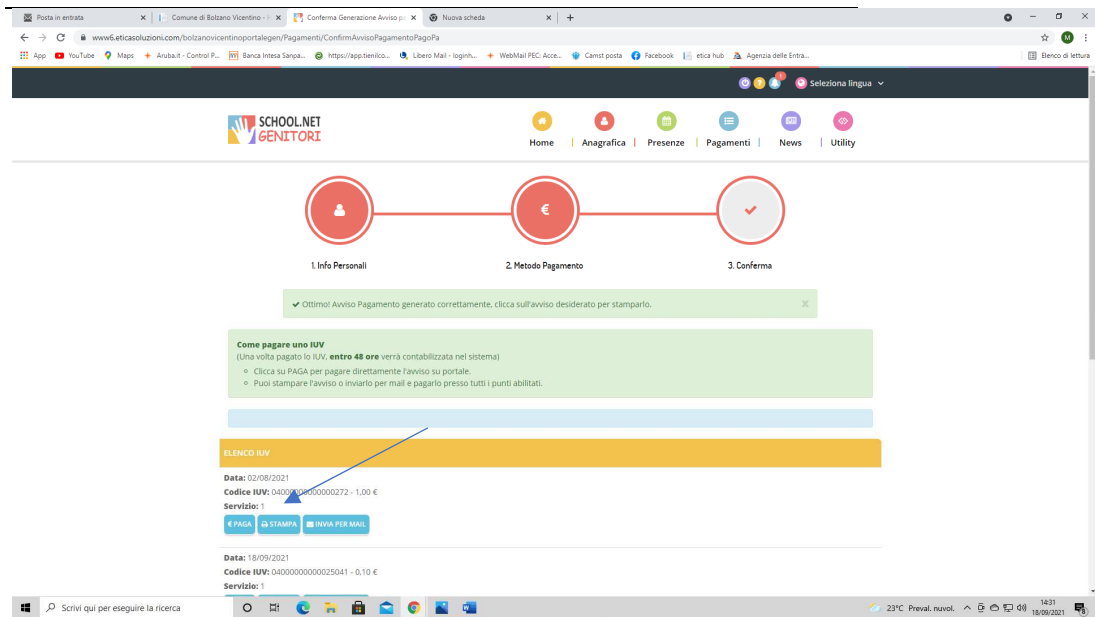 Posta in entrata
Comune di Bolzano Vicentino -
Conferma Generazione Avviso p
Nuova scheda
www6.eticasoluzioni.com/bolzanovicentinoportalegen/Pagamenti/ConfirmAvvisoPagamentoPagoPa
App
YouTube
Maps
Aruba.it - Control P...
Banca Intesa Sanpa...
https://app.tienilco...
Libero Mail - loginh...
WebMail PEC: Acce...
Camst posta
Facebook
etica hub
Agenzia delle Entra...
Elenco di lettura
Seleziona lingua
SCHOOL.NET
GENITORI
Home
Anagrafica
Presenze
Pagamenti
News
Utility
1. Info Personali
2. Metodo Pagamento
3. Conferma
Ottimo! Avviso Pagamento generato correttamente, clicca sull'avviso desiderato per stamparlo.
Come pagare uno IUV
(Una volta pagato lo IUV, entro 48 ore verrà contabilizzata nel sistema)
Clicca su PAGA per pagare direttamente l'avviso su portale.
Puoi stampare l'avviso o inviarlo per mail e pagarlo presso tutti i punti abilitati.
ELENCO IUV
Data: 02/08/2021
Codice IUV: 04000000000000272 - 1,00 €
Servizio: 1
€ PAGA
STAMPA
INVIA PER MAIL
Data: 18/09/2021
Codice IUV: 04000000000025041 - 0,10 €
Servizio: 1
Scrivi qui per eseguire la ricerca
23°C Preval. nuvol.
14:31
18/09/2021